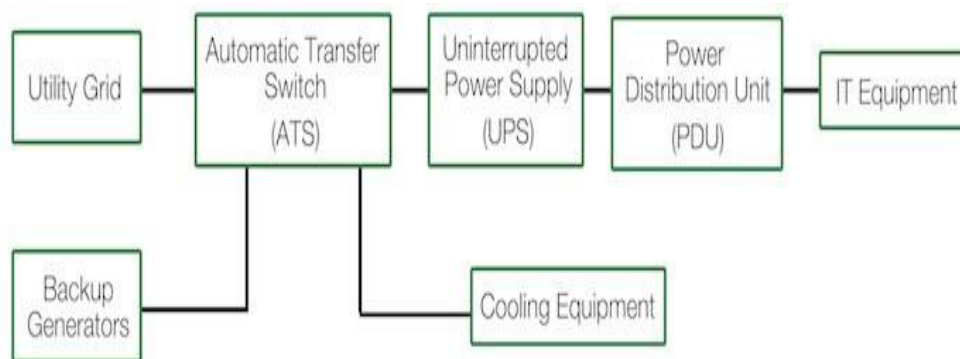 Utility Grid
Automatic Transfer
Switch
(ATS)
Uninterrupted
Power Supply
(UPS)
Power
Distribution Unit
(PDU)
IT Equipment
Backup
Generators
Cooling Equipment